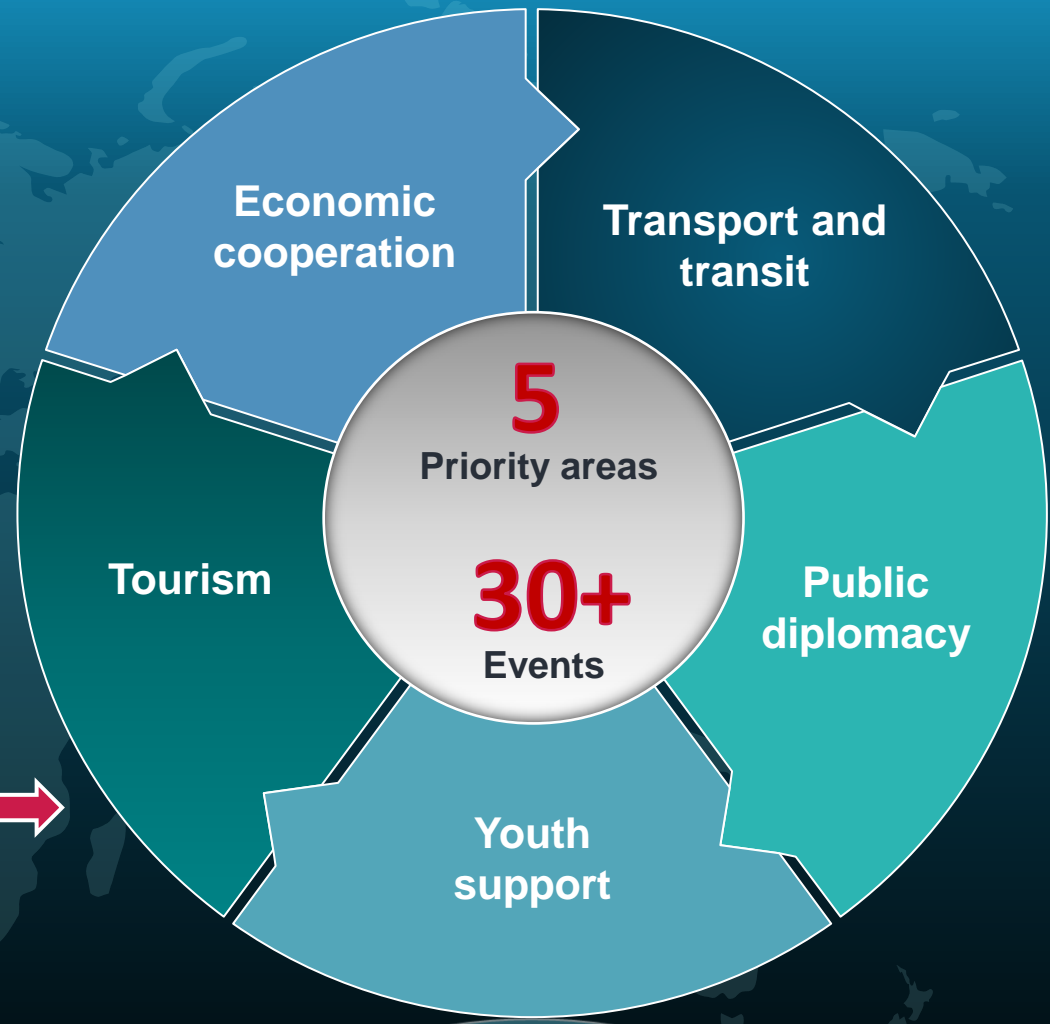 Economic
cooperation
Transport and
transit
5
Priority areas
30+
Events
Tourism
Public
diplomacy
Youth
support